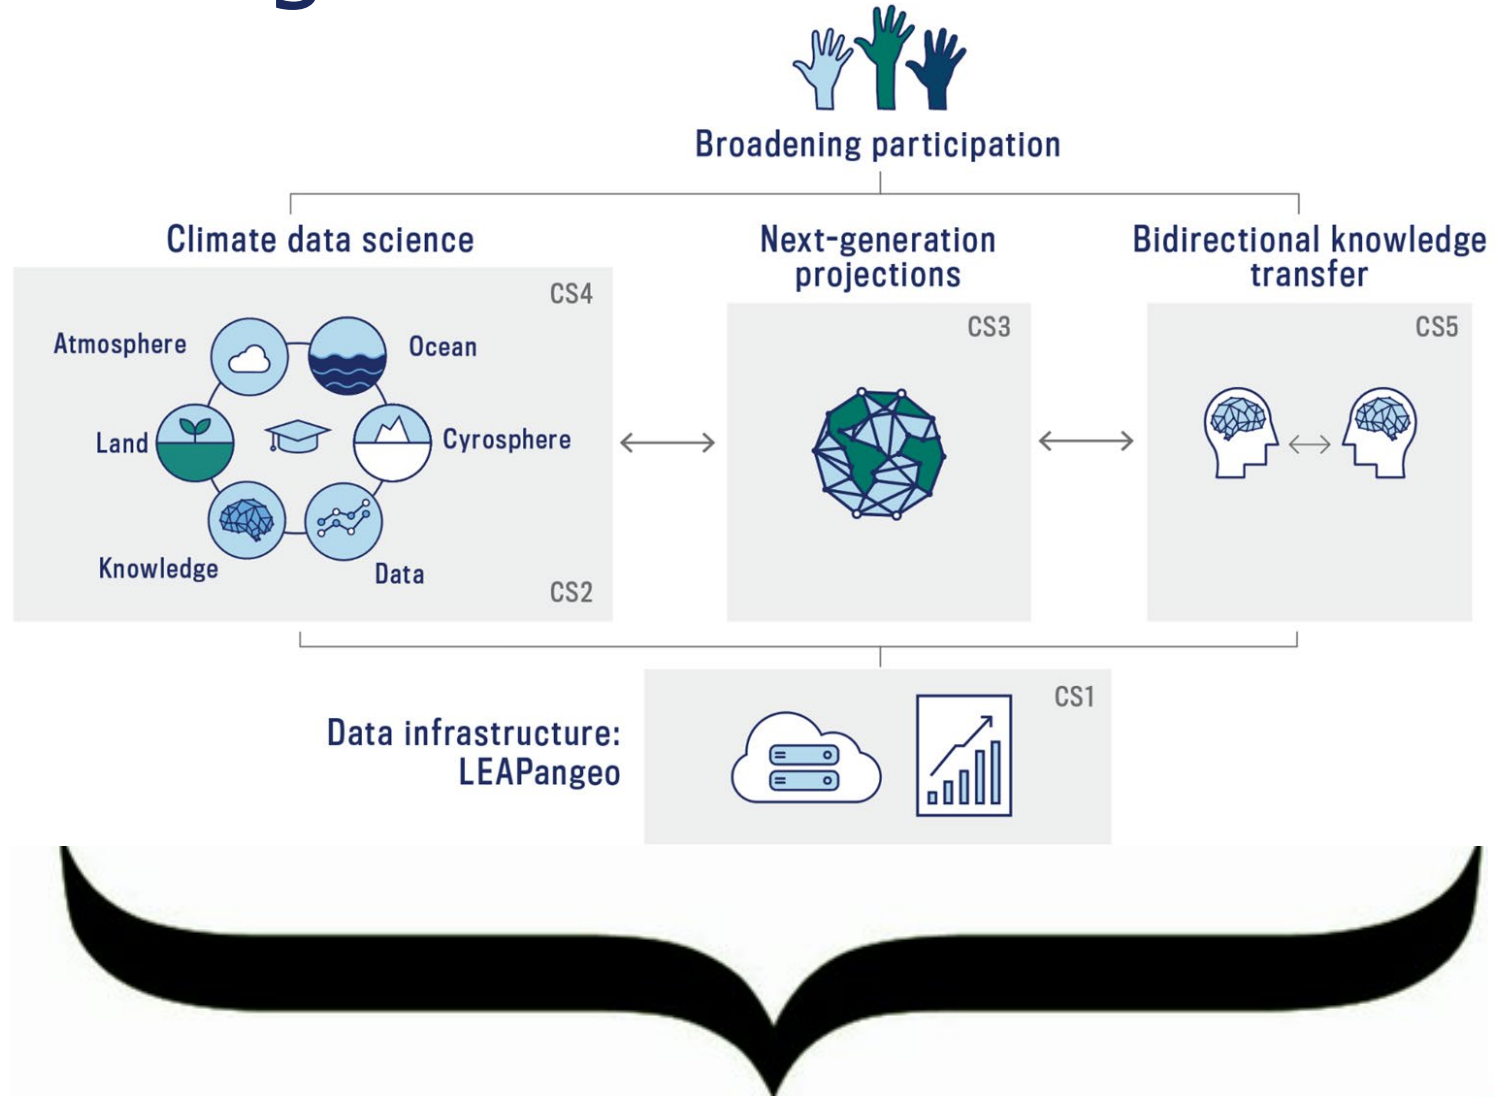 Broadening participation
Climate data science
Next-generation
projections
Bidirectional knowledge
transfer
CS4
Atmosphere
Ocean
Land
Cyrosphere
Knowledge
Data
CS2
CS3
CS5
Data infrastructure:
LEAPangeo
CS1